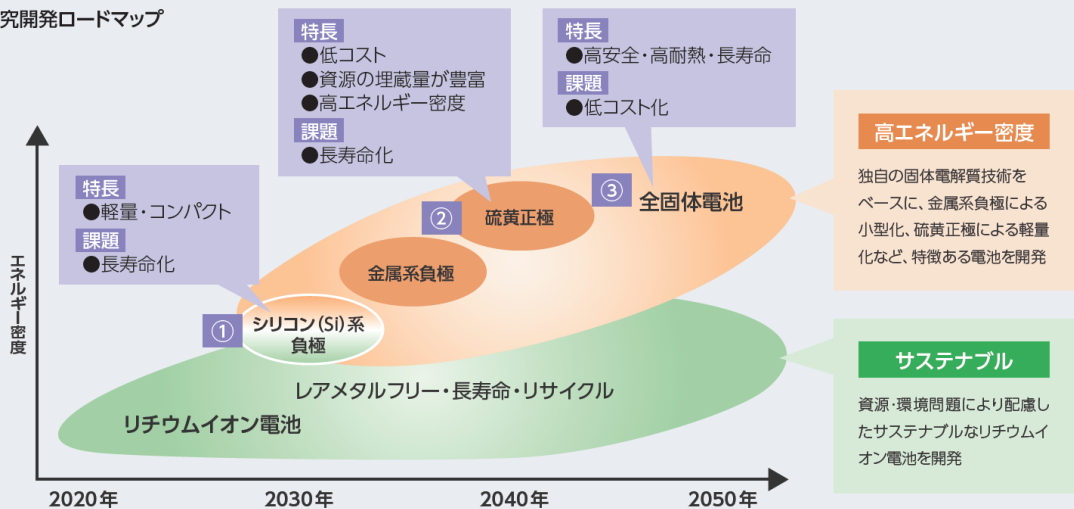 究開発ロードマップ
特長
●低コスト
●資源の埋蔵量が豊富
●高エネルギー密度
課題
●長寿命化
特長
●高安全・高耐熱・長寿命
課題
●低コスト化
特長
●軽量・コンパクト
課題
●長寿命化
エネルギー密度
①
シリコン(Si)系
負極
金属系負極
②
硫黄正極
③
全固体電池
レアメタルフリー・長寿命・リサイクル
リチウムイオン電池
2020年
2030年
2040年
2050年
高エネルギー密度
独自の固体電解質技術を
ベースに、金属系負極による
小型化、硫黄正極による軽量
化など、特徴ある電池を開発
サステナブル
資源・環境問題により配慮し
たサステナブルなリチウムイ
オン電池を開発